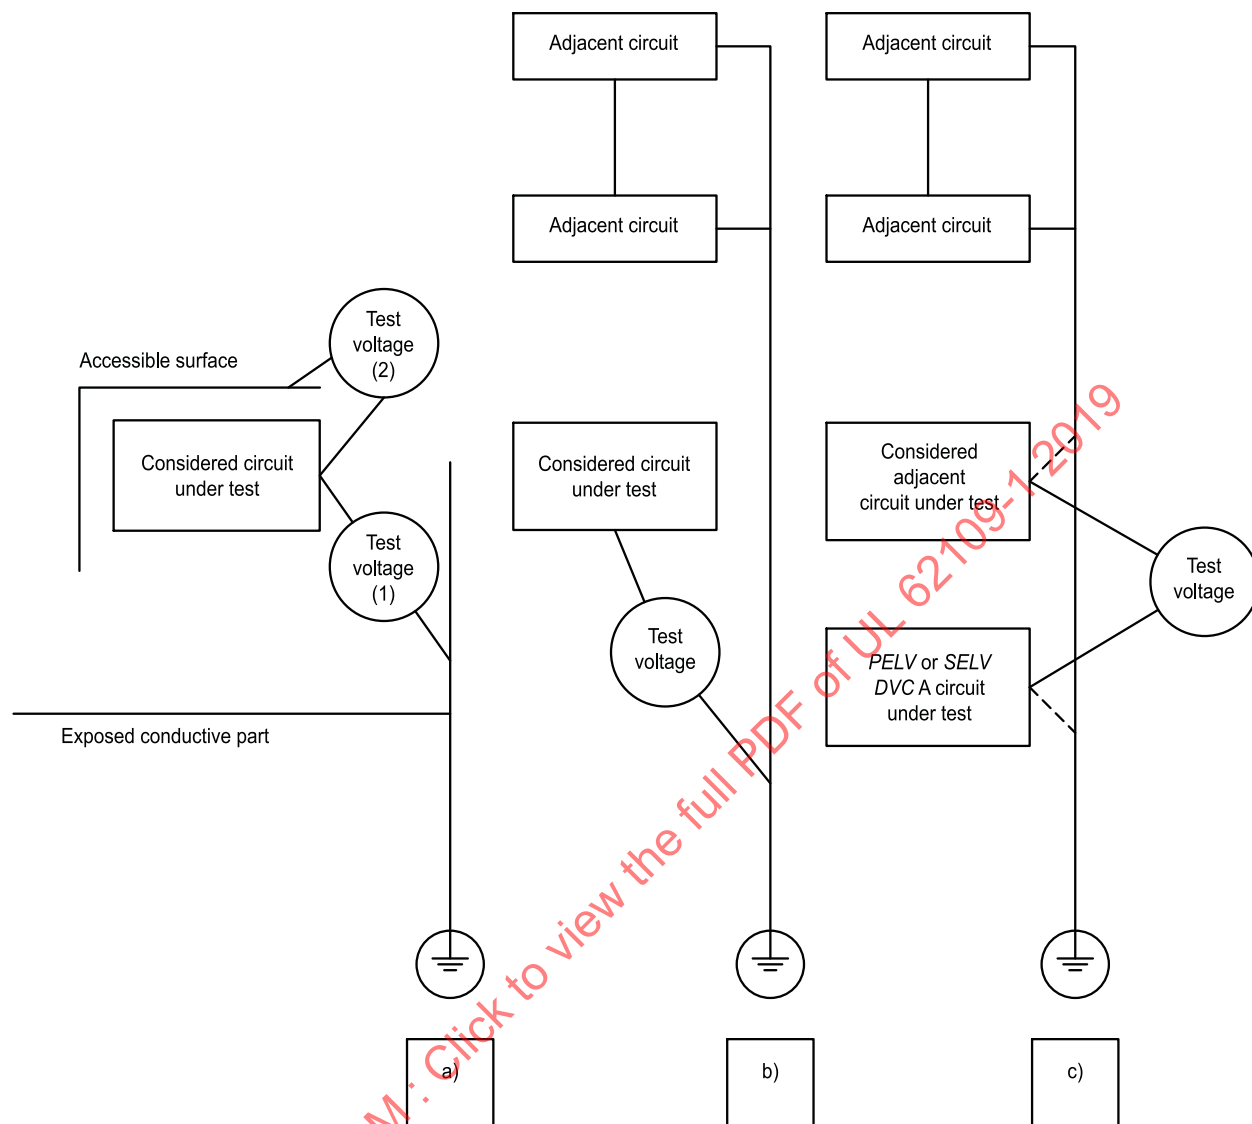 Adjacent circuit
Adjacent circuit
Adjacent circuit
Adjacent circuit
Test
voltage
(2)
Accessible surface
Considered circuit
under test
Test
voltage
(1)
Exposed conductive part
Considered circuit
under test
Test
voltage
Considered
adjacent
circuit under test
PELV or SELV
DVC A circuit
under test
Test
voltage
a)
b)
c)
M : Click to view the full PDF of UL 62109-1 2019